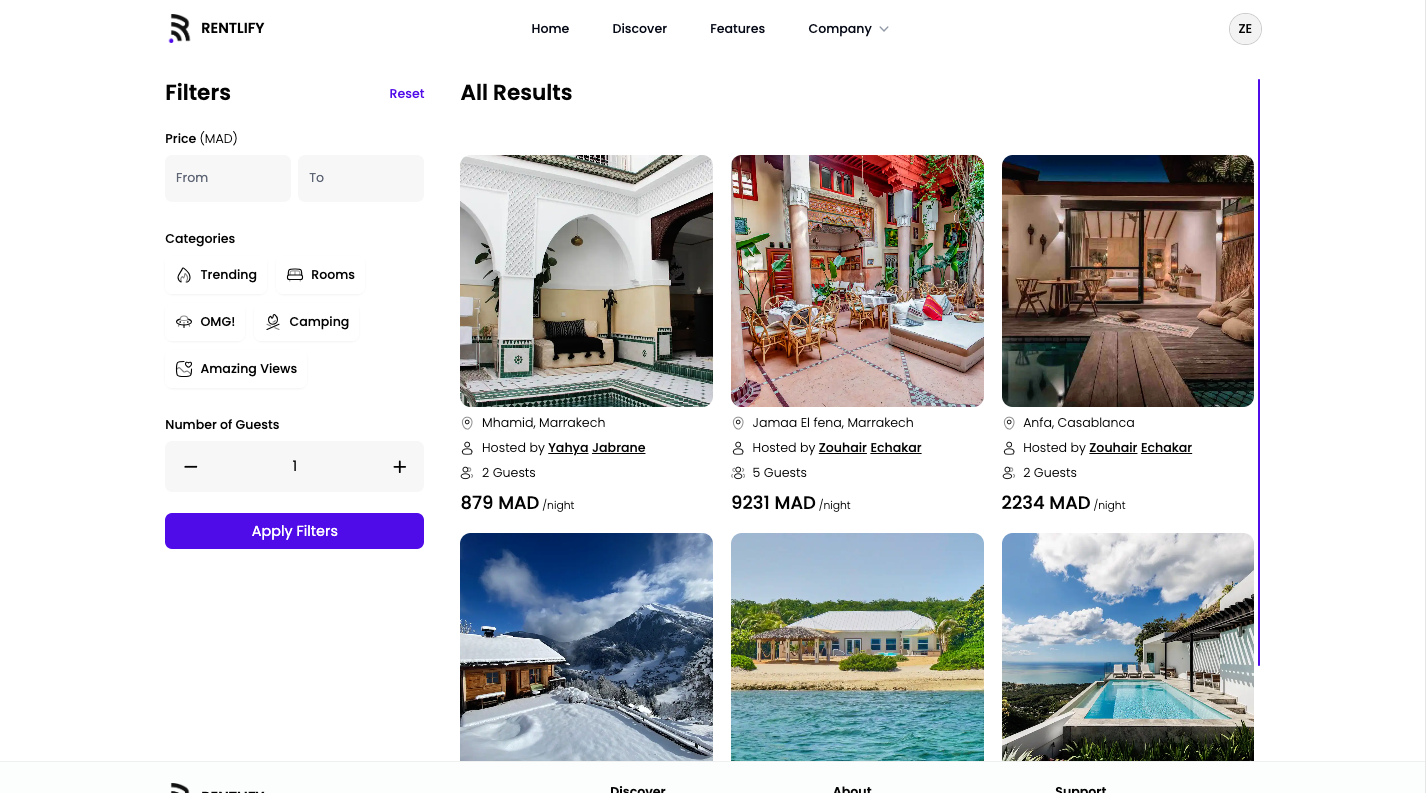 RENTLIFY
Home Discover Features Company
ZE
Filters
Reset
Price (MAD)
From
To
Categories
Trending
Rooms
OMG!
Camping
Amazing Views
Number of Guests
1
Apply Filters
All Results
Mhamid, Marrakech
Hosted by Yahya Jabrane
2 Guests
879 MAD /night
Jamaa El fena, Marrakech
Hosted by Zouhair Echakar
5 Guests
9231 MAD /night
Anfa, Casablanca
Hosted by Zouhair Echakar
2 Guests
2234 MAD /night
RENTLIFY
Discover
About
Support